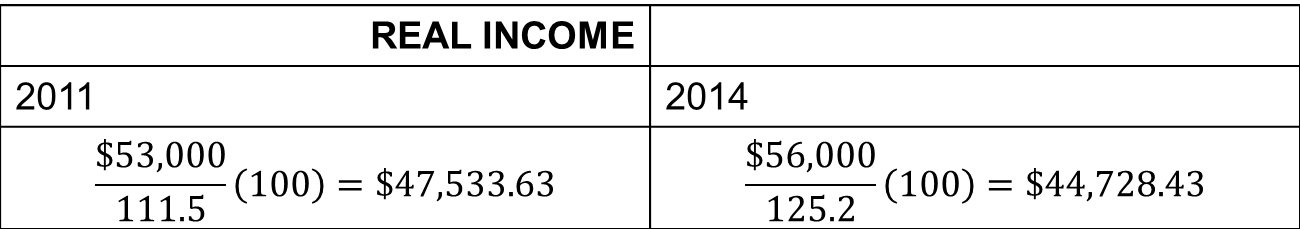 REAL INCOME
2011 2014
$53,000/111.5 (100) = $47,533.63 $56,000/125.2 (100) = $44,728.43